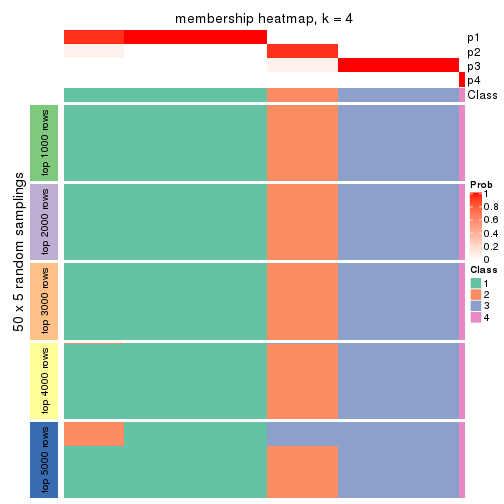 membership heatmap, k = 4
p1
p2
p3
p4
Class
50 x 5 random samplings
top 1000 rows
top 2000 rows
top 3000 rows
top 4000 rows
top 5000 rows
Prob
1
0.8
0.6
0.4
0.2
0
Class
1
2
3
4